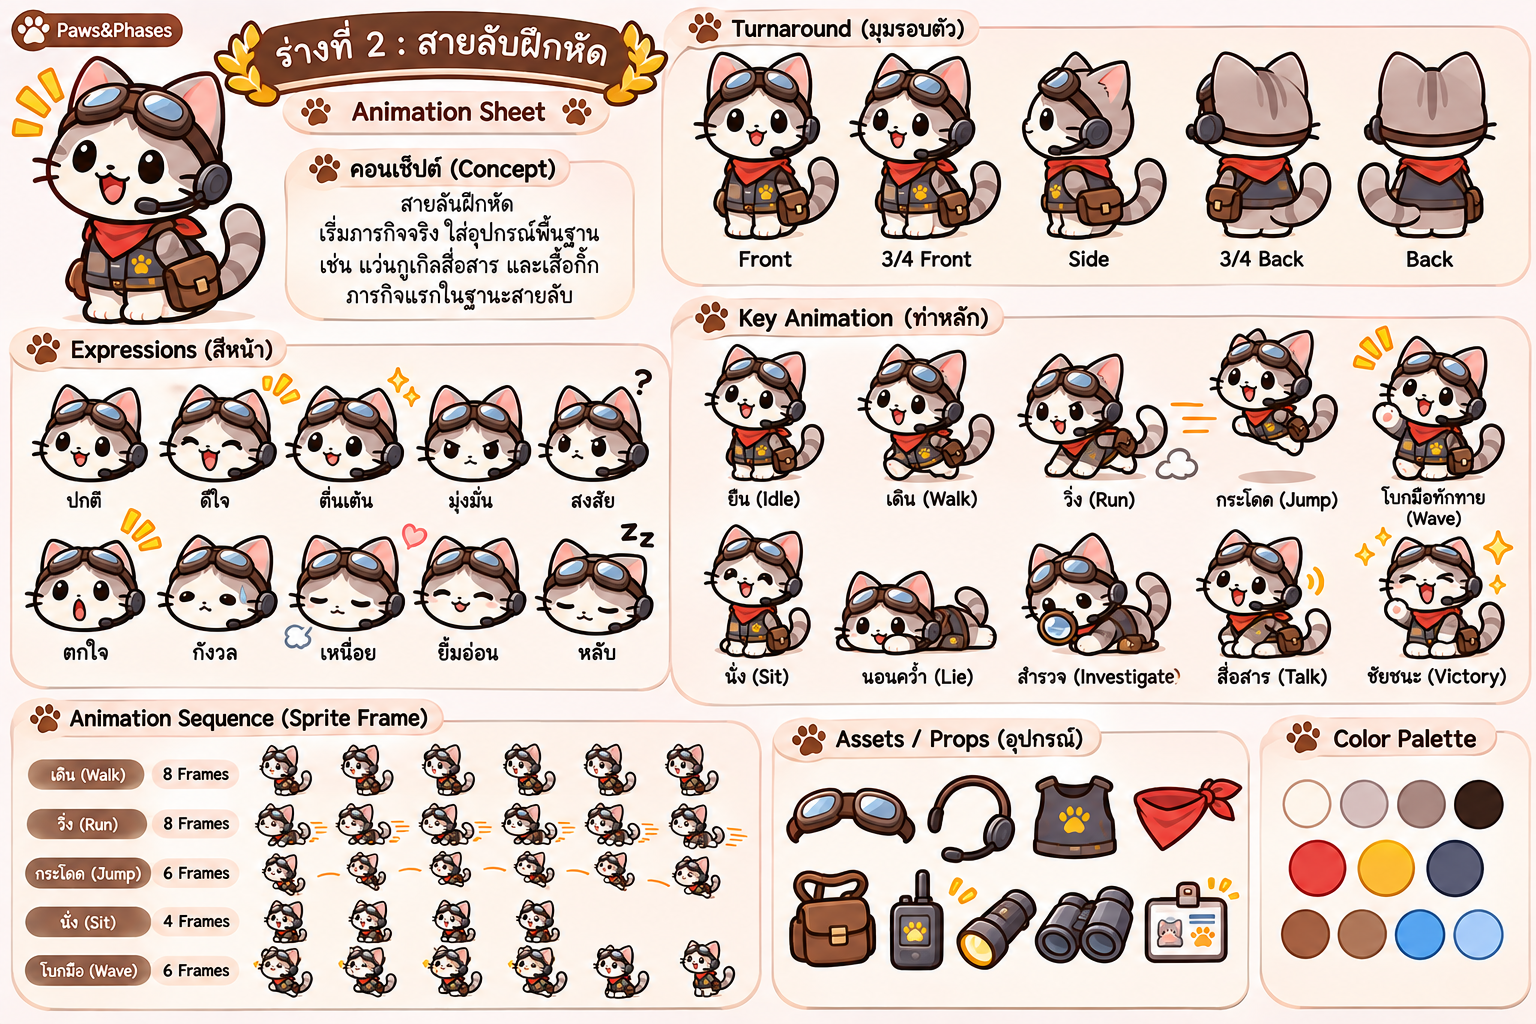 Paws&Phases
ร่างที่ 2 : สายลับฝึกหัด
Animation Sheet
คอนเซ็ปต์ (Concept)
สายลับฝึกหัด
เริ่มภารกิจจริง ใส่อุปกรณ์พื้นฐาน
เช่น แว่นกูเกิลสื่อสาร และเสื้อกั๊ก
ภารกิจแรกในฐานะสายลับ
Turnaround (มุมรอบตัว)
Front
3/4 Front
Side
3/4 Back
Back
Expressions (สีหน้า)
ปกติ
ดีใจ
ตื่นเต้น
มุ่งมั่น
?
สงสัย
ตกใจ
กังวล
เหนื่อย
ยิ้มอ่อน
zz
หลับ
Key Animation (ท่าหลัก)
ยืน (Idle)
เดิน (Walk)
วิ่ง (Run)
กระโดด (Jump)
โบกมือทักทาย
(Wave)
นั่ง (Sit)
นอนคว่ำ (Lie)
สำรวจ (Investigate)
สื่อสาร (Talk)
ชัยชนะ (Victory)
Animation Sequence (Sprite Frame)
เดิน (Walk) 8 Frames
วิ่ง (Run) 8 Frames
กระโดด (Jump) 6 Frames
นั่ง (Sit) 4 Frames
โบกมือ (Wave) 6 Frames
Assets / Props (อุปกรณ์)
Color Palette